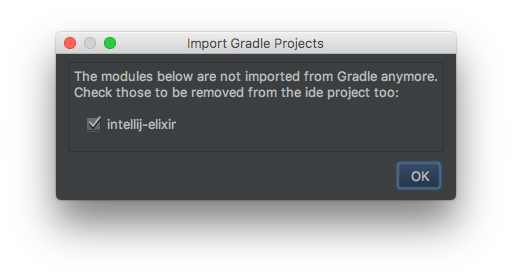 Import Gradle Projects
The modules below are not imported from Gradle anymore.
Check those to be removed from the ide project too:
intellij-elixir
OK